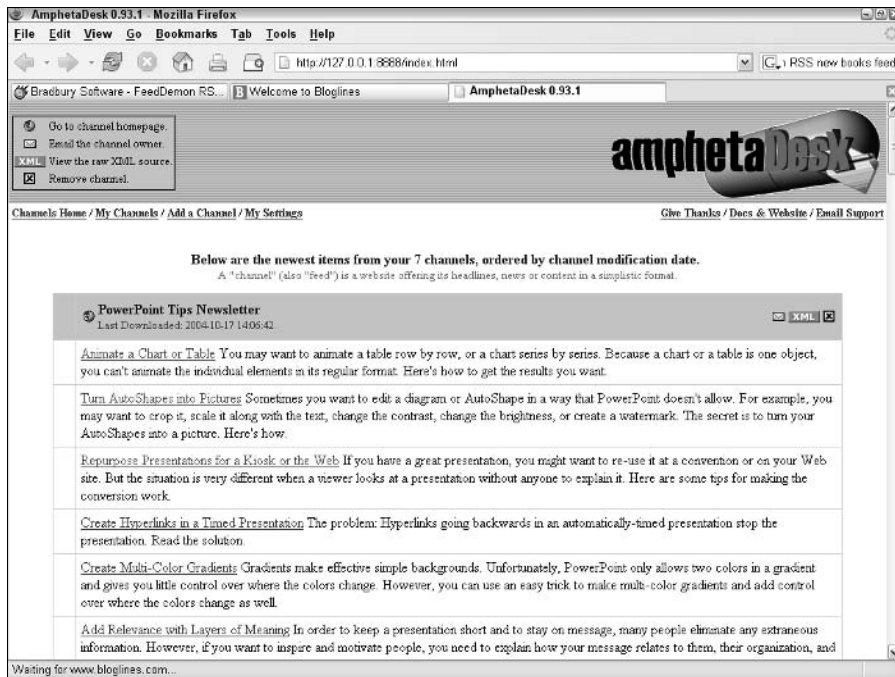 AmphetaDesk 0.93.1 - Mozilla Firefox
File Edit View Go Bookmarks Tab Tools Help
http://127.0.0.1:8888/index.html
RSS new books feed
Bradbury Software - FeedDemon RS...
Welcome to Bloglines
AmphetaDesk 0.93.1
Go to channel homepage.
Email the channel owner.
XML View the raw XML source.
Remove channel.
amphetaDesk
Channels Home / My Channels / Add a Channel / My Settings
Give Thanks / Docs & Website / Email Support
Below are the newest items from your 7 channels, ordered by channel modification date.
A "channel" (also "feed") is a website offering its headlines, news or content in a simplistic format.
PowerPoint Tips Newsletter
Last Downloaded: 2004-10-17 14:06:42
XML
Animate a Chart or Table You may want to animate a table row by row, or a chart series by series. Because a chart or a table is one object,
you can't animate the individual elements in its regular format. Here's how to get the results you want.
Turn AutoShapes into Pictures Sometimes you want to edit a diagram or AutoShape in a way that PowerPoint doesn't allow. For example, you
may want to crop it, scale it along with the text, change the contrast, change the brightness, or create a watermark. The secret is to turn your
AutoShapes into a picture. Here's how.
Repurpose Presentations for a Kiosk or the Web If you have a great presentation, you might want to re-use it at a convention or on your Web
site. But the situation is very different when a viewer looks at a presentation without anyone to explain it. Here are some tips for making the
conversion work.
Create Hyperlinks in a Timed Presentation The problem: Hyperlinks going backwards in an automatically-timed presentation stop the
presentation. Read the solution.
Create Multi-Color Gradients Gradients make effective simple backgrounds. Unfortunately, PowerPoint only allows two colors in a gradient
and gives you little control over where the colors change. However, you can use an easy trick to make multi-color gradients and add control
over where the colors change as well.
Add Relevance with Layers of Meaning In order to keep a presentation short and to stay on message, many people eliminate any extraneous
information. However, if you want to inspire and motivate people, you need to explain how your message relates to them, their organization, and
Waiting for www.bloglines.com...